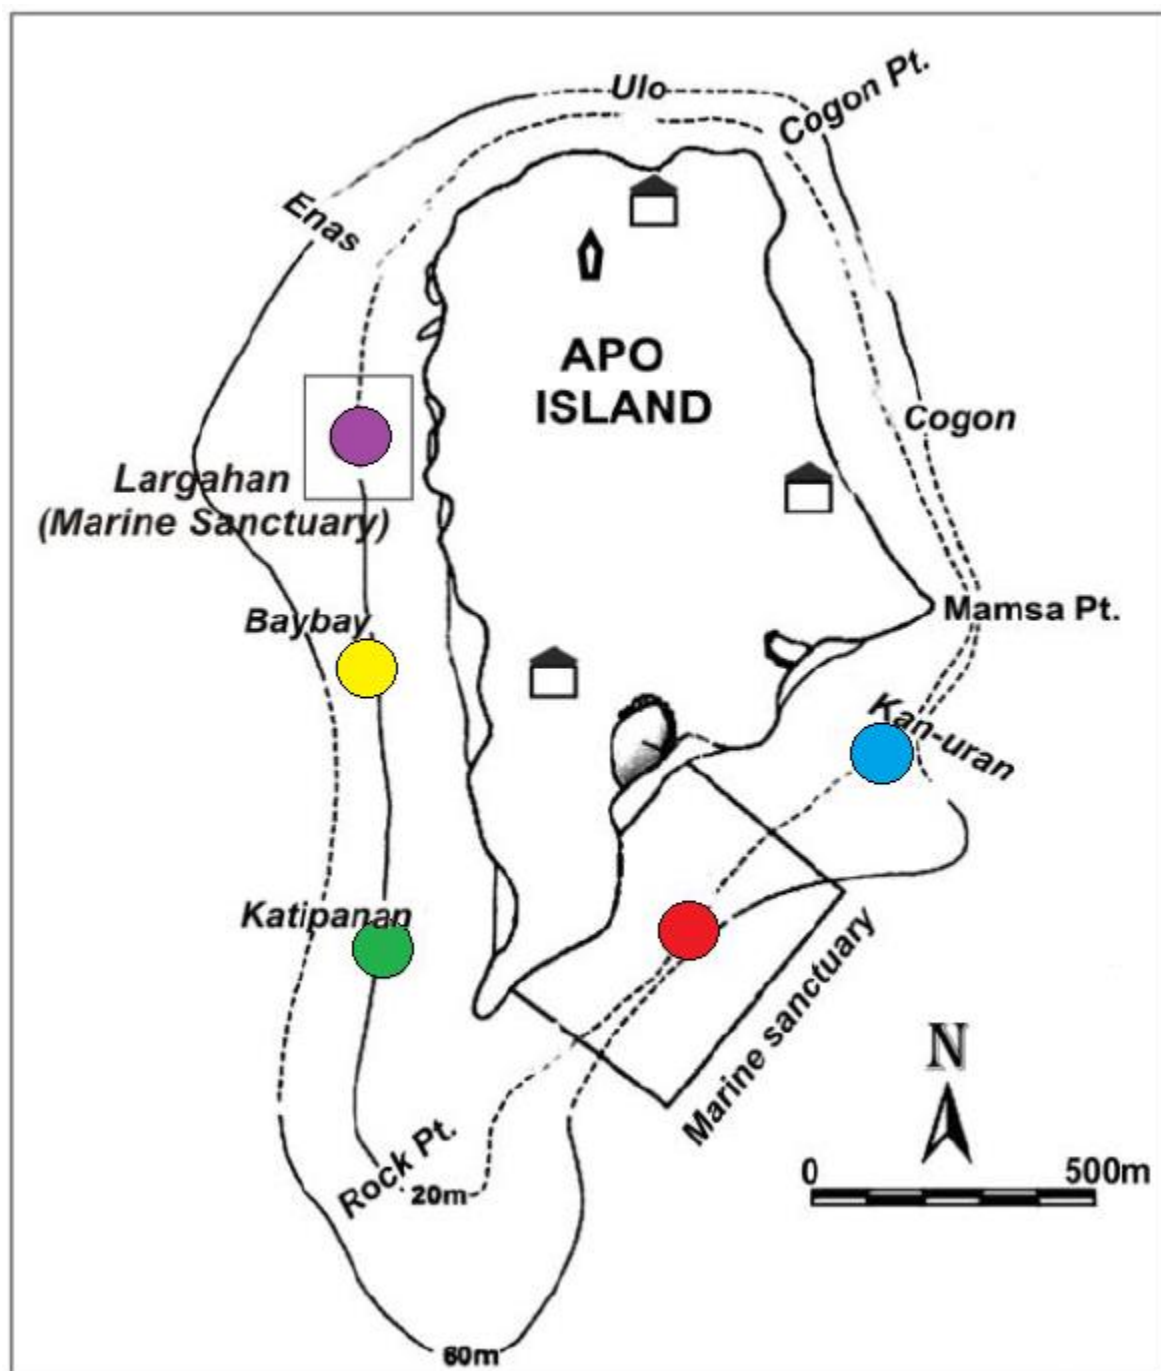 Ulo
Cogon Pt.
Enas
APO
ISLAND
Cogon
Largahan
(Marine Sanctuary)
Baybay
Mamsa Pt.
Kan-uran
Katipanan
Marine sanctuary
N
Rock Pt.
20m
0 500m
60m